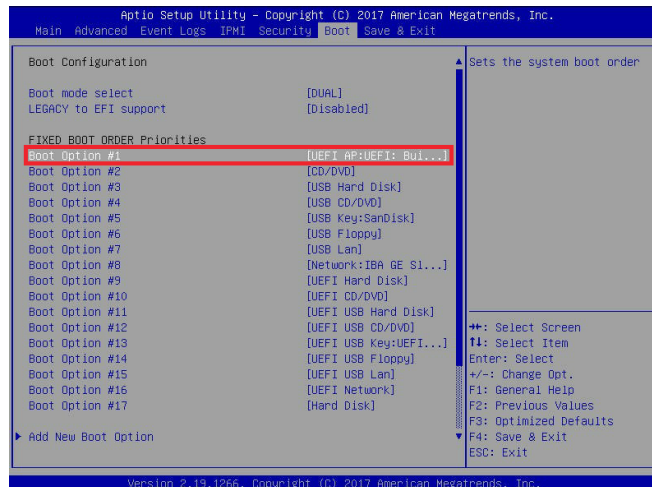 Aptio Setup Utility – Copyright (C) 2017 American Megatrends, Inc.
Main Advanced Event Logs IPMI Security Boot Save & Exit
Boot Configuration
Sets the system boot order
Boot mode select [DUAL]
LEGACY to EFI support [Disabled]
FIXED BOOT ORDER Priorities
Boot Option #1 [UEFI AP:UEFI: Bui...]
Boot Option #2 [CD/DVD]
Boot Option #3 [USB Hard Disk]
Boot Option #4 [USB CD/DVD]
Boot Option #5 [USB Key:SanDisk]
Boot Option #6 [USB Floppy]
Boot Option #7 [USB Lan]
Boot Option #8 [Network:IBA GE Sl...]
Boot Option #9 [UEFI Hard Disk]
Boot Option #10 [UEFI CD/DVD]
Boot Option #11 [UEFI USB Hard Disk]
Boot Option #12 [UEFI USB CD/DVD]
Boot Option #13 [UEFI USB Key:UEFI...]
Boot Option #14 [UEFI USB Floppy]
Boot Option #15 [UEFI USB Lan]
Boot Option #16 [UEFI Network]
Boot Option #17 [Hard Disk]
Add New Boot Option
→←: Select Screen
↑↓: Select Item
Enter: Select
+/-: Change Opt.
F1: General Help
F2: Previous Values
F3: Optimized Defaults
F4: Save & Exit
ESC: Exit
Version 2.19.1266. Copyright (C) 2017 American Megatrends, Inc.